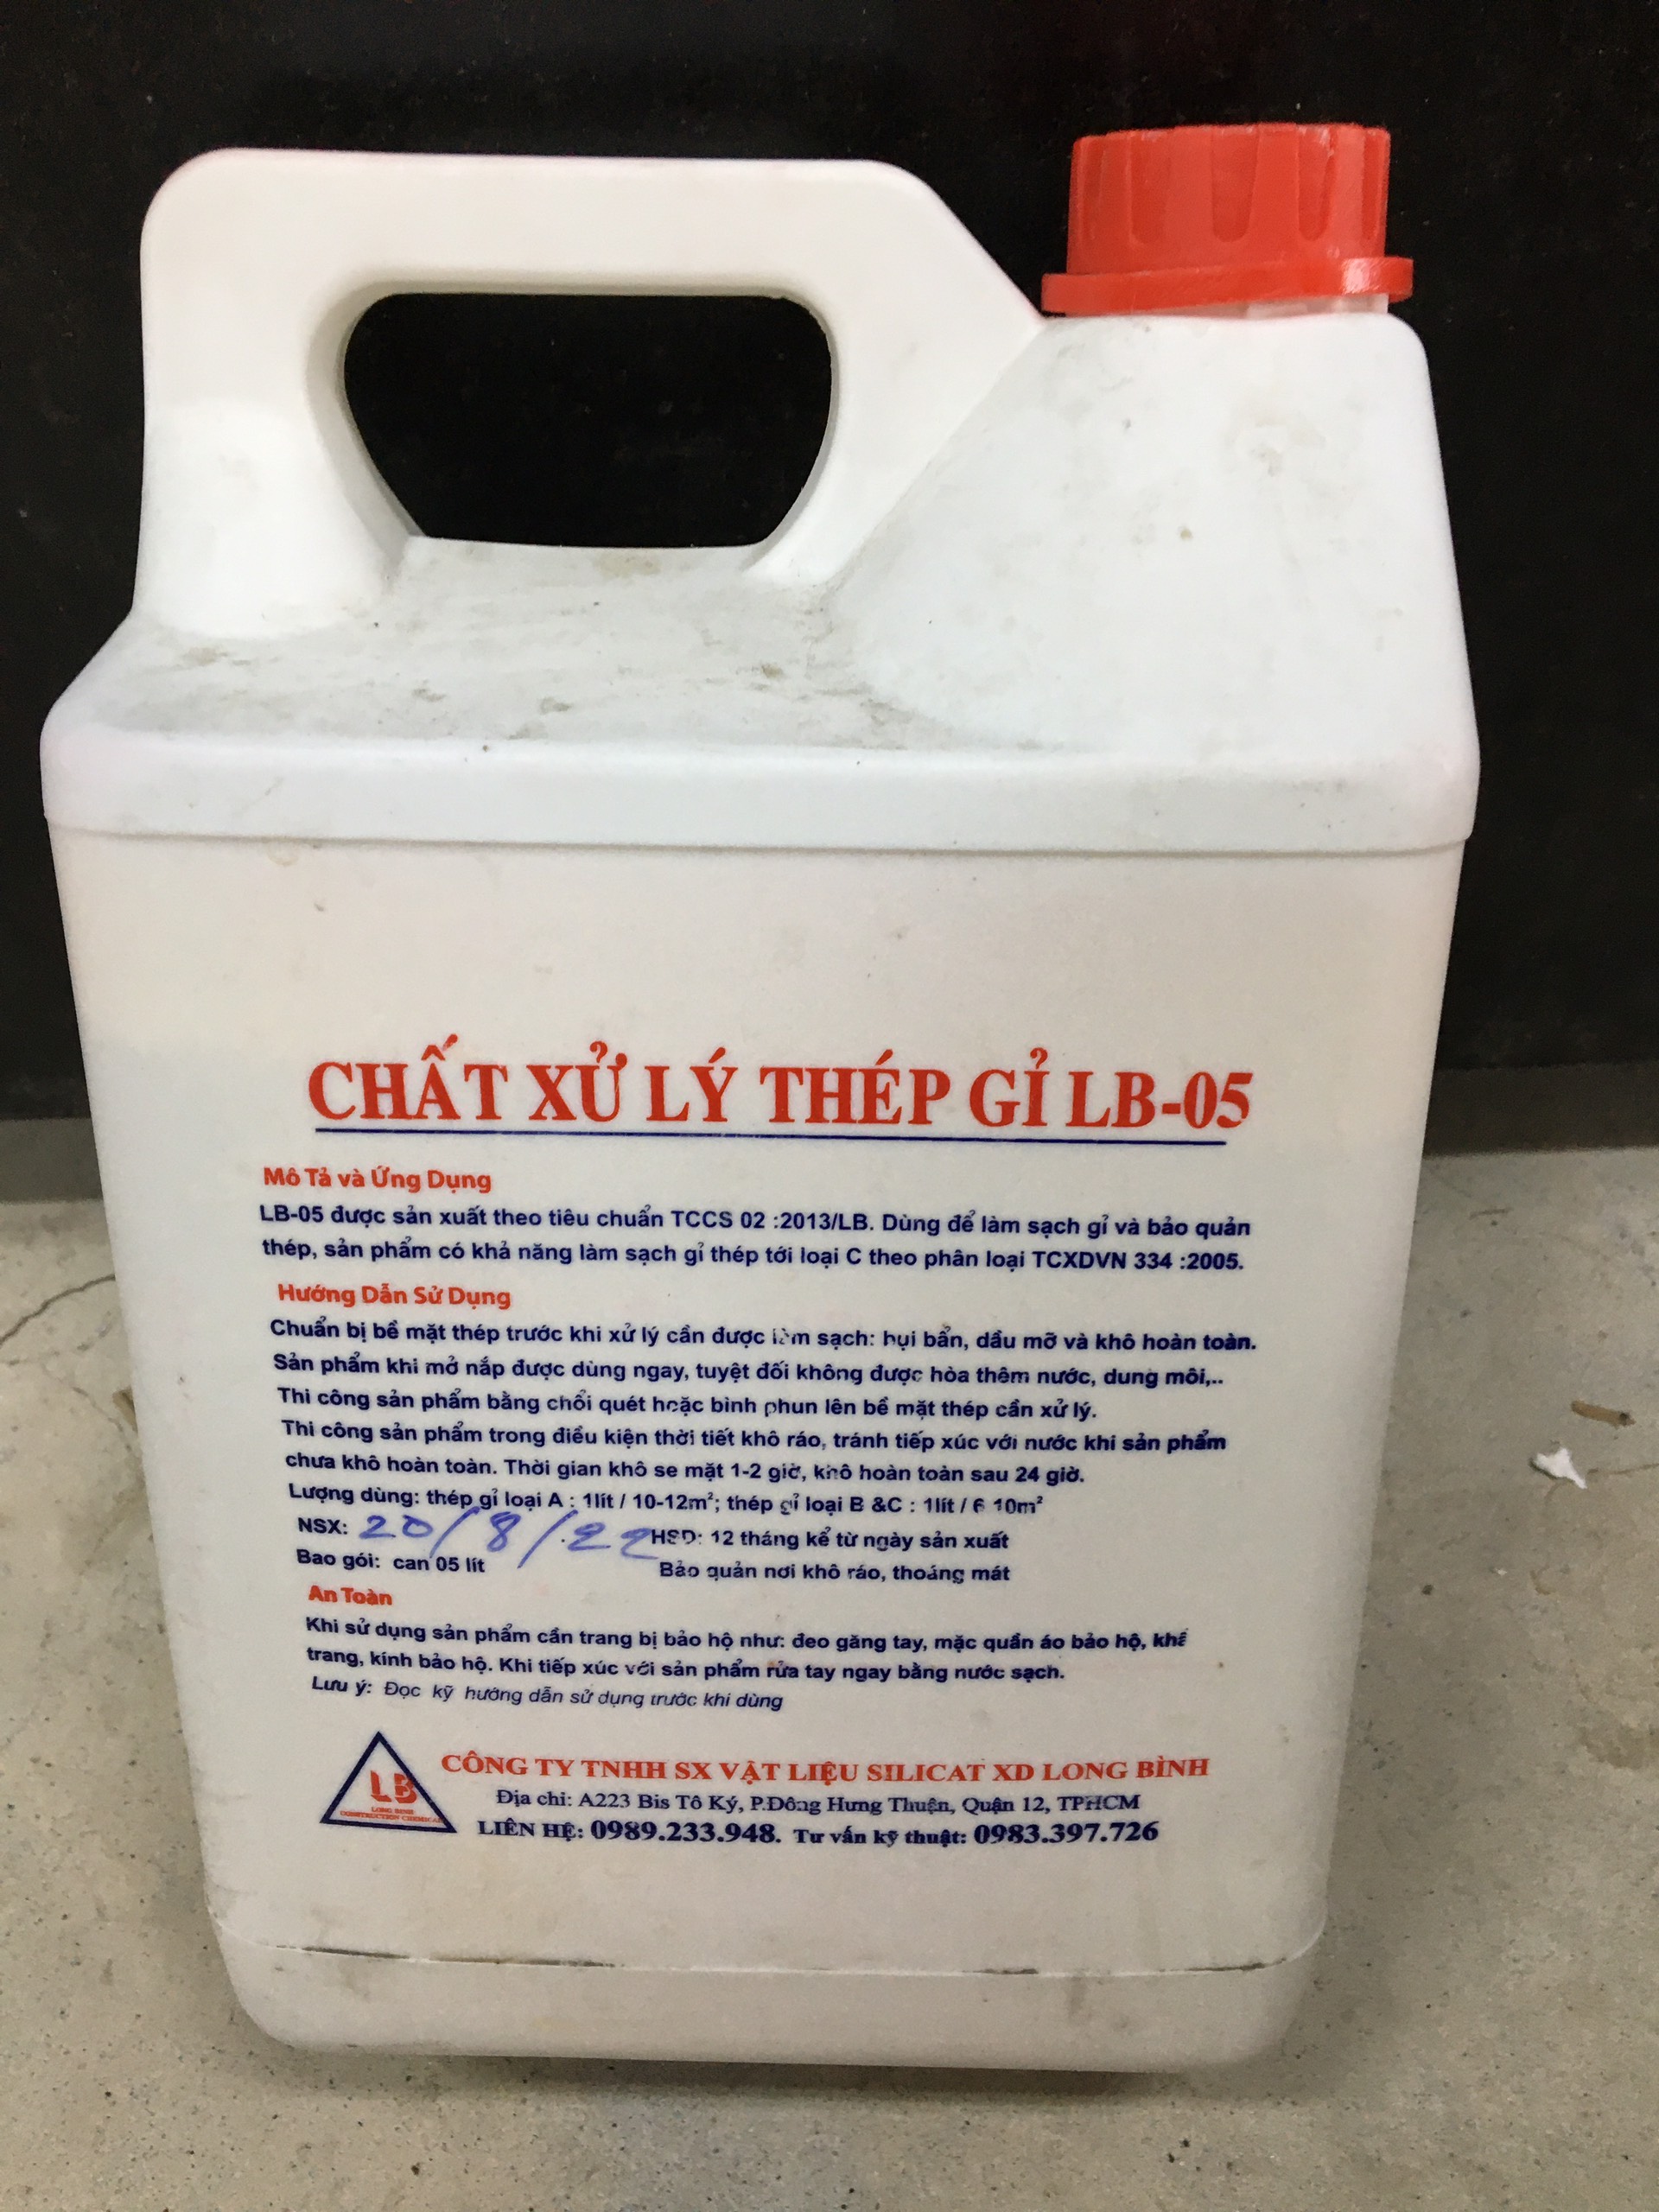 CHẤT XỬ LÝ THÉP GỈ LB-05
Mô Tả và Ứng Dụng
LB-05 được sản xuất theo tiêu chuẩn TCCS 02 :2013/LB. Dùng để làm sạch gỉ và bảo quản
thép, sản phẩm có khả năng làm sạch gỉ thép tới loại C theo phân loại TCXDVN 334 :2005.
Hướng Dẫn Sử Dụng
Chuẩn bị bề mặt thép trước khi xử lý cần được làm sạch: bụi bẩn, dầu mỡ và khô hoàn toàn.
Sản phẩm khi mở nắp được dùng ngay, tuyệt đối không được hòa thêm nước, dung môi,..
Thi công sản phẩm bằng chổi quét hoặc bình phun lên bề mặt thép cần xử lý.
Thi công sản phẩm trong điều kiện thời tiết khô ráo, tránh tiếp xúc với nước khi sản phẩm
chưa khô hoàn toàn. Thời gian khô se mặt 1-2 giờ, khô hoàn toàn sau 24 giờ.
Lượng dùng: thép gỉ loại A : 1lít / 10-12m²; thép gỉ loại B &C : 1lít / 6 10m²
NSX: 20/8/.22 HSD: 12 tháng kể từ ngày sản xuất
Bao gói: can 05 lít Bảo quản nơi khô ráo, thoáng mát
An Toàn
Khi sử dụng sản phẩm cần trang bị bảo hộ như: đeo găng tay, mặc quần áo bảo hộ, khẩ
trang, kính bảo hộ. Khi tiếp xúc với sản phẩm rửa tay ngay bằng nước sạch.
Lưu ý: Đọc kỹ hướng dẫn sử dụng trước khi dùng
LB
LONG BINH
CONSTRUCTION CHEMICAL
CÔNG TY TNHH SX VẬT LIỆU SILICAT XD LONG BÌNH
Địa chỉ: A223 Bis Tô Ký, P.Đông Hưng Thuận, Quận 12, TPHCM
LIÊN HỆ: 0989.233.948. Tư vấn kỹ thuật: 0983.397.726